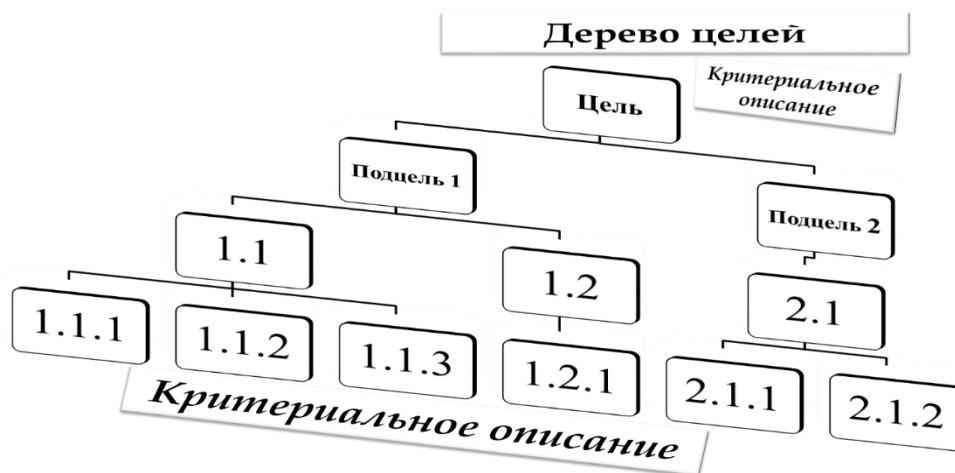 Дерево целей
Критериальное
описание
Цель
Подцель 1
Подцель 2
1.1
1.2
2.1
1.1.1
1.1.2
1.1.3
1.2.1
2.1.1
2.1.2
Критериальное описание